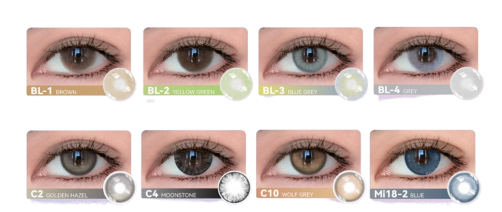 BL-1 BROWN
BL-2 YELLOW GREEN
BL-3 BLUE GREY
BL-4 GREY
C2 GOLDEN HAZEL
C4 MOONSTONE
C10 WOLF GREY
Mi18-2 BLUE